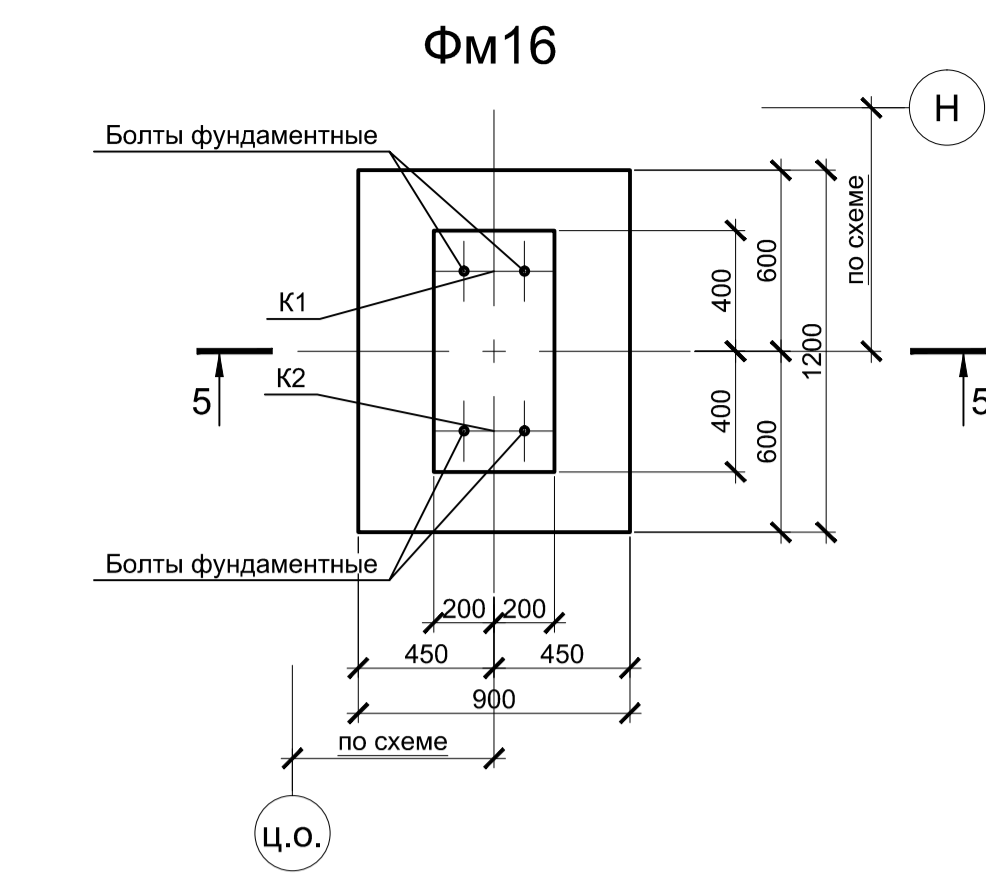 Фм16
Н
Болты фундаментные
по схеме
600
400
К1
1200
5
5
К2
400
600
Болты фундаментные
200
200
450
450
900
по схеме
ц.о.